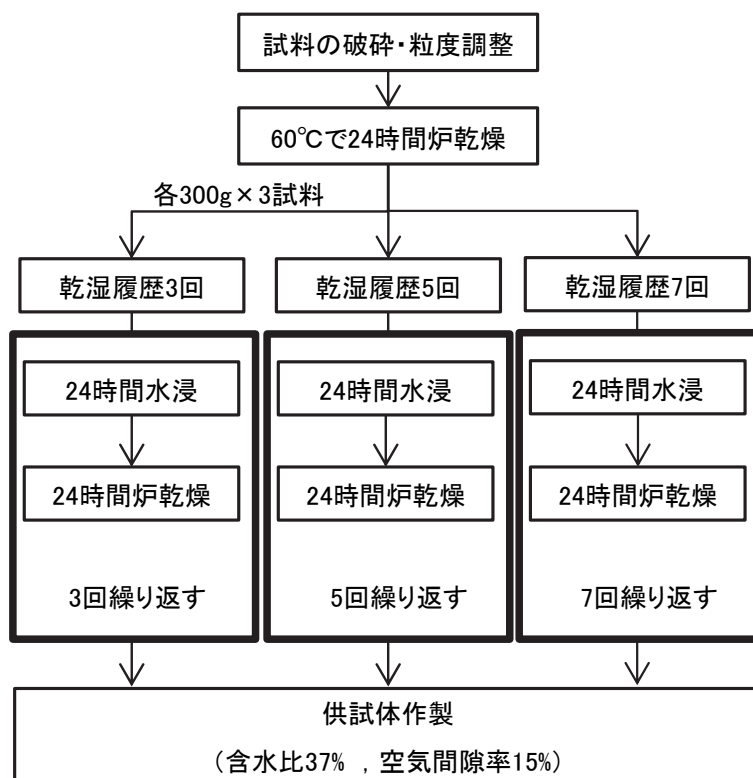 試料の破砕・粒度調整
60℃で24時間炉乾燥
各300g×3試料
乾湿履歴3回
乾湿履歴5回
乾湿履歴7回
24時間水浸
24時間炉乾燥
3回繰り返す
24時間水浸
24時間炉乾燥
5回繰り返す
24時間水浸
24時間炉乾燥
7回繰り返す
供試体作製
(含水比37% ，空気間隙率15%)